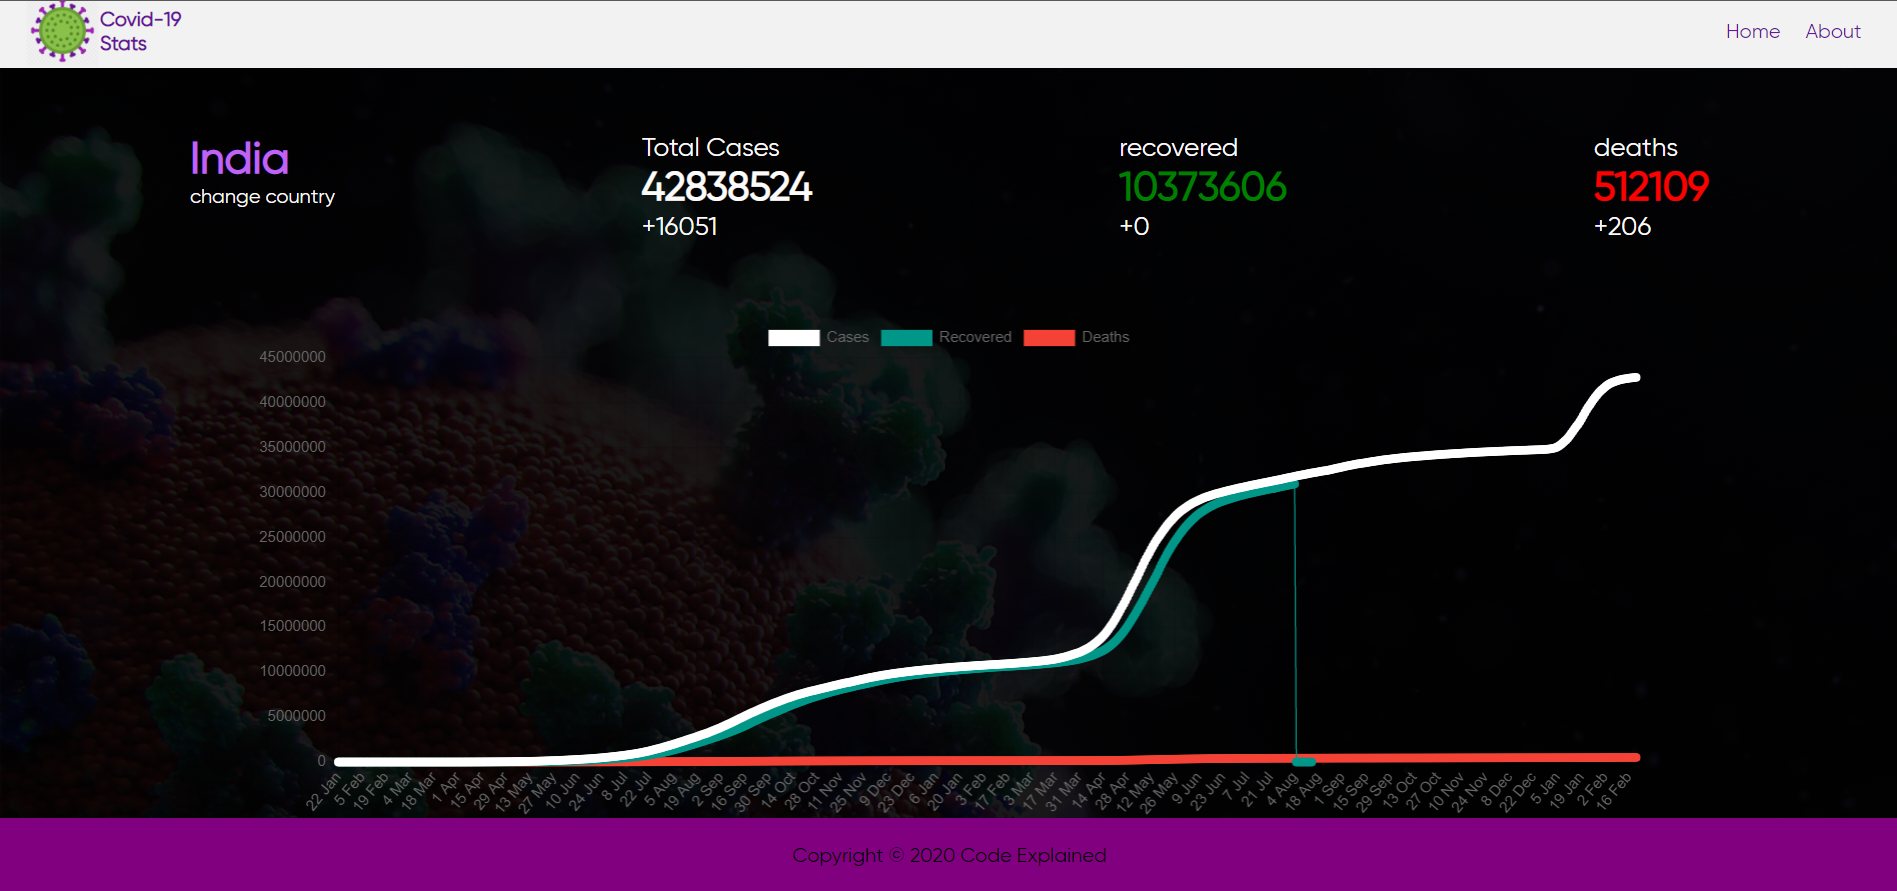 Covid-19
Stats
Home About
India
change country
Total Cases
42838524
+16051
recovered
10373606
+0
deaths
512109
+206
Cases Recovered Deaths
45000000
40000000
35000000
30000000
25000000
20000000
15000000
10000000
5000000
0
22 Jan 5 Feb 19 Feb 4 Mar 18 Mar 1 Apr 15 Apr 29 Apr 13 May 27 May 10 Jun 24 Jun 8 Jul 22 Jul 5 Aug 19 Aug 2 Sep 16 Sep 30 Sep 14 Oct 28 Oct 11 Nov 25 Nov 9 Dec 23 Dec 6 Jan 20 Jan 3 Feb 17 Feb 3 Mar 17 Mar 31 Mar 14 Apr 28 Apr 12 May 26 May 9 Jun 23 Jun 7 Jul 21 Jul 4 Aug 18 Aug 1 Sep 15 Sep 29 Sep 13 Oct 27 Oct 10 Nov 24 Nov 8 Dec 22 Dec 5 Jan 19 Jan 2 Feb 16 Feb
Copyright © 2020 Code Explained